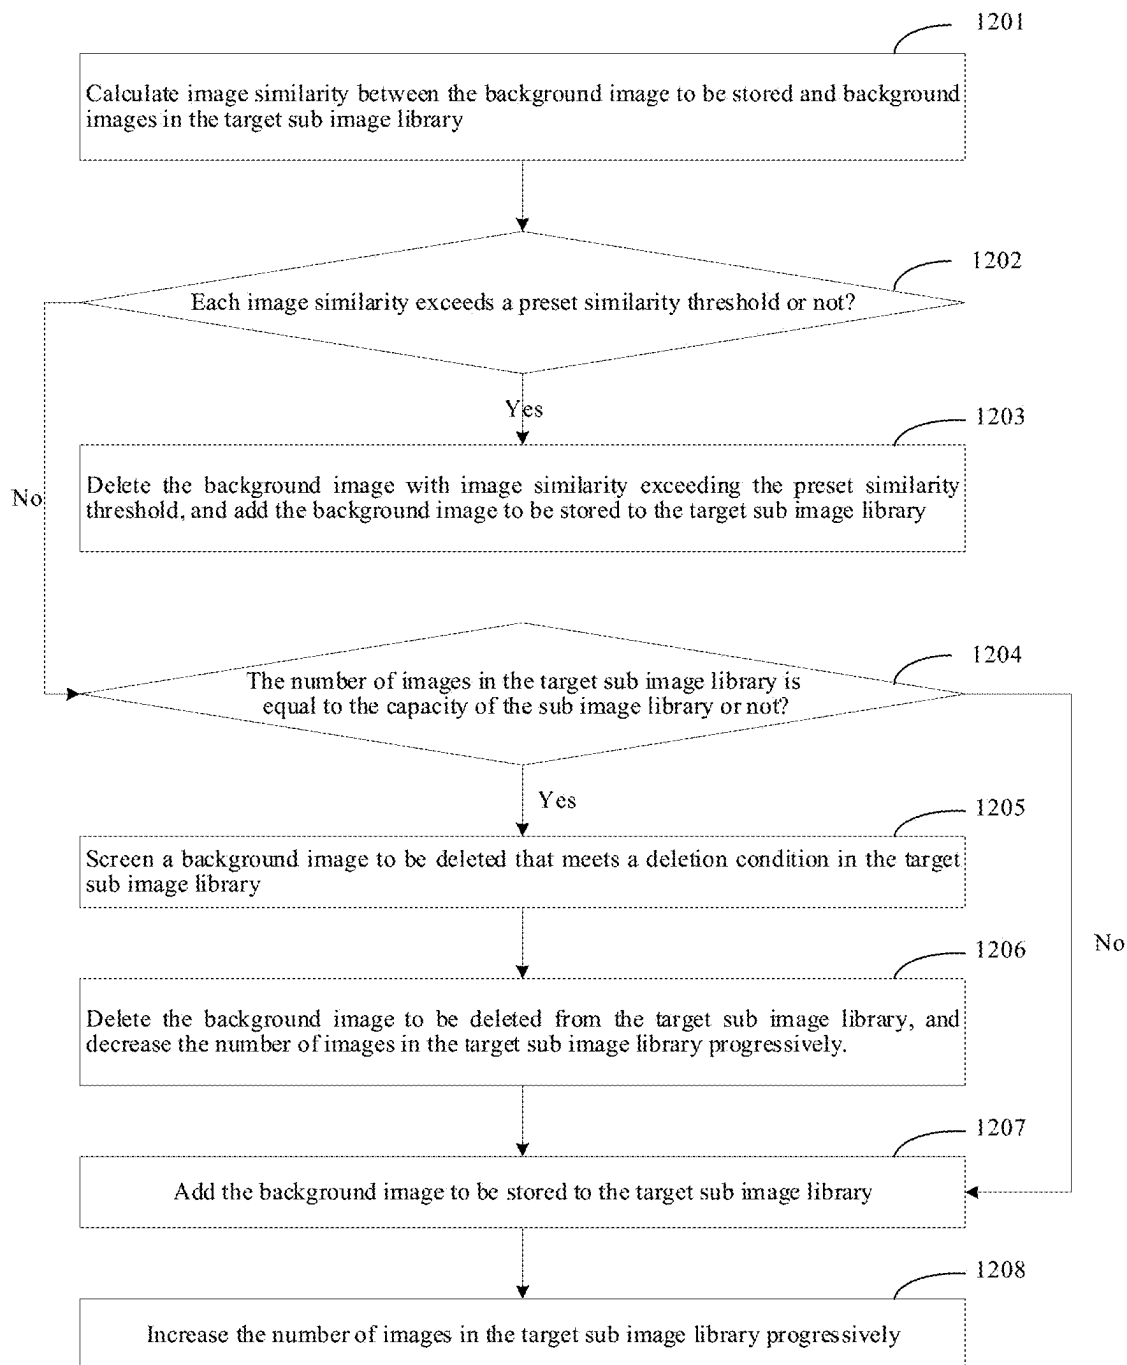 1201
Calculate image similarity between the background image to be stored and background
images in the target sub image library
1202
Each image similarity exceeds a preset similarity threshold or not?
Yes
1203
No
Delete the background image with image similarity exceeding the preset similarity
threshold, and add the background image to be stored to the target sub image library
1204
The number of images in the target sub image library is
equal to the capacity of the sub image library or not?
Yes
1205
Screen a background image to be deleted that meets a deletion condition in the target
sub image library
No
1206
Delete the background image to be deleted from the target sub image library, and
decrease the number of images in the target sub image library progressively.
1207
Add the background image to be stored to the target sub image library
1208
Increase the number of images in the target sub image library progressively